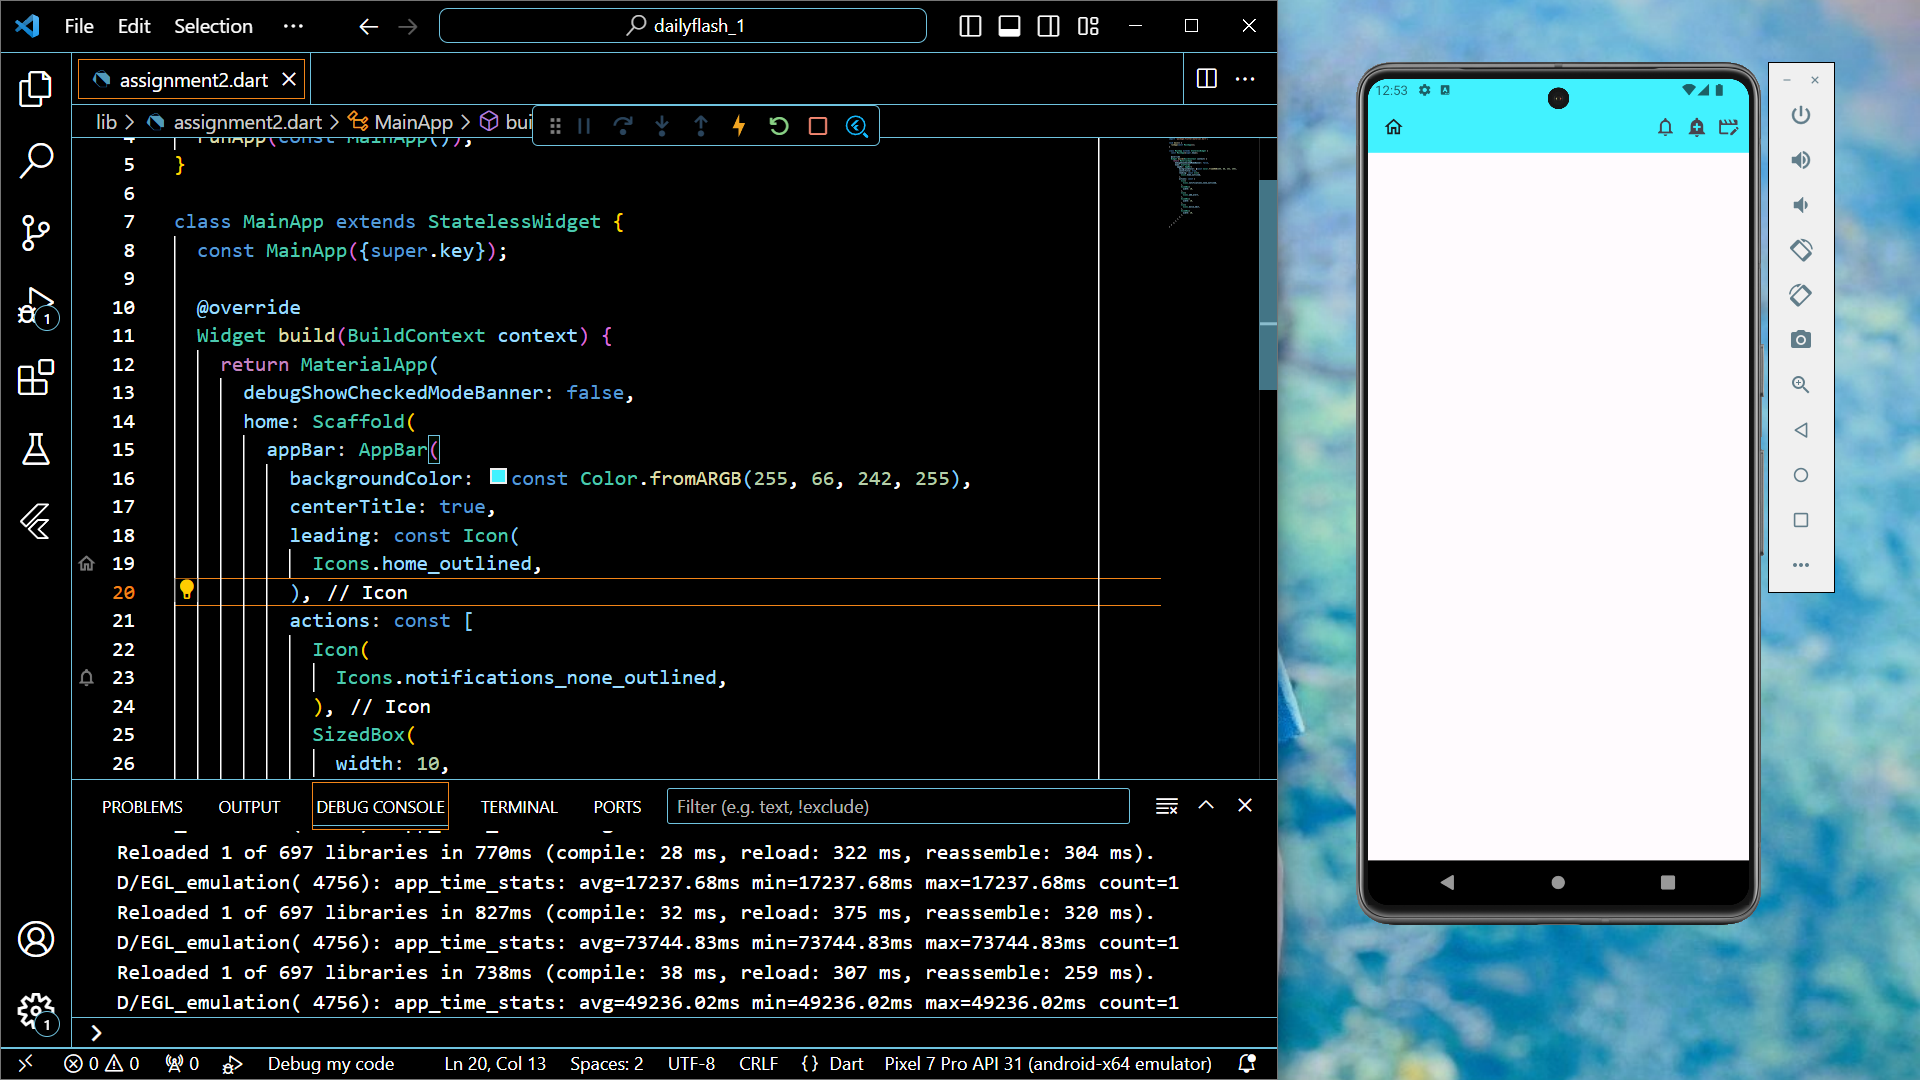 File Edit Selection ···
dailyflash_1
assignment2.dart
lib > assignment2.dart > MainApp > bui
4 runApp(const MainApp());
5 }
6
7 class MainApp extends StatelessWidget {
8 const MainApp({super.key});
9
10 @override
11 Widget build(BuildContext context) {
12 return MaterialApp(
13 debugShowCheckedModeBanner: false,
14 home: Scaffold(
15 appBar: AppBar(
16 backgroundColor: const Color.fromARGB(255, 66, 242, 255),
17 centerTitle: true,
18 leading: const Icon(
19 Icons.home_outlined,
20 ), // Icon
21 actions: const [
22 Icon(
23 Icons.notifications_none_outlined,
24 ), // Icon
25 SizedBox(
26 width: 10,
PROBLEMS OUTPUT DEBUG CONSOLE TERMINAL PORTS Filter (e.g. text, !exclude)
Reloaded 1 of 697 libraries in 770ms (compile: 28 ms, reload: 322 ms, reassemble: 304 ms).
D/EGL_emulation( 4756): app_time_stats: avg=17237.68ms min=17237.68ms max=17237.68ms count=1
Reloaded 1 of 697 libraries in 827ms (compile: 32 ms, reload: 375 ms, reassemble: 320 ms).
D/EGL_emulation( 4756): app_time_stats: avg=73744.83ms min=73744.83ms max=73744.83ms count=1
Reloaded 1 of 697 libraries in 738ms (compile: 38 ms, reload: 307 ms, reassemble: 259 ms).
D/EGL_emulation( 4756): app_time_stats: avg=49236.02ms min=49236.02ms max=49236.02ms count=1
1
1
0 0 0 Debug my code Ln 20, Col 13 Spaces: 2 UTF-8 CRLF {} Dart Pixel 7 Pro API 31 (android-x64 emulator)
12:53